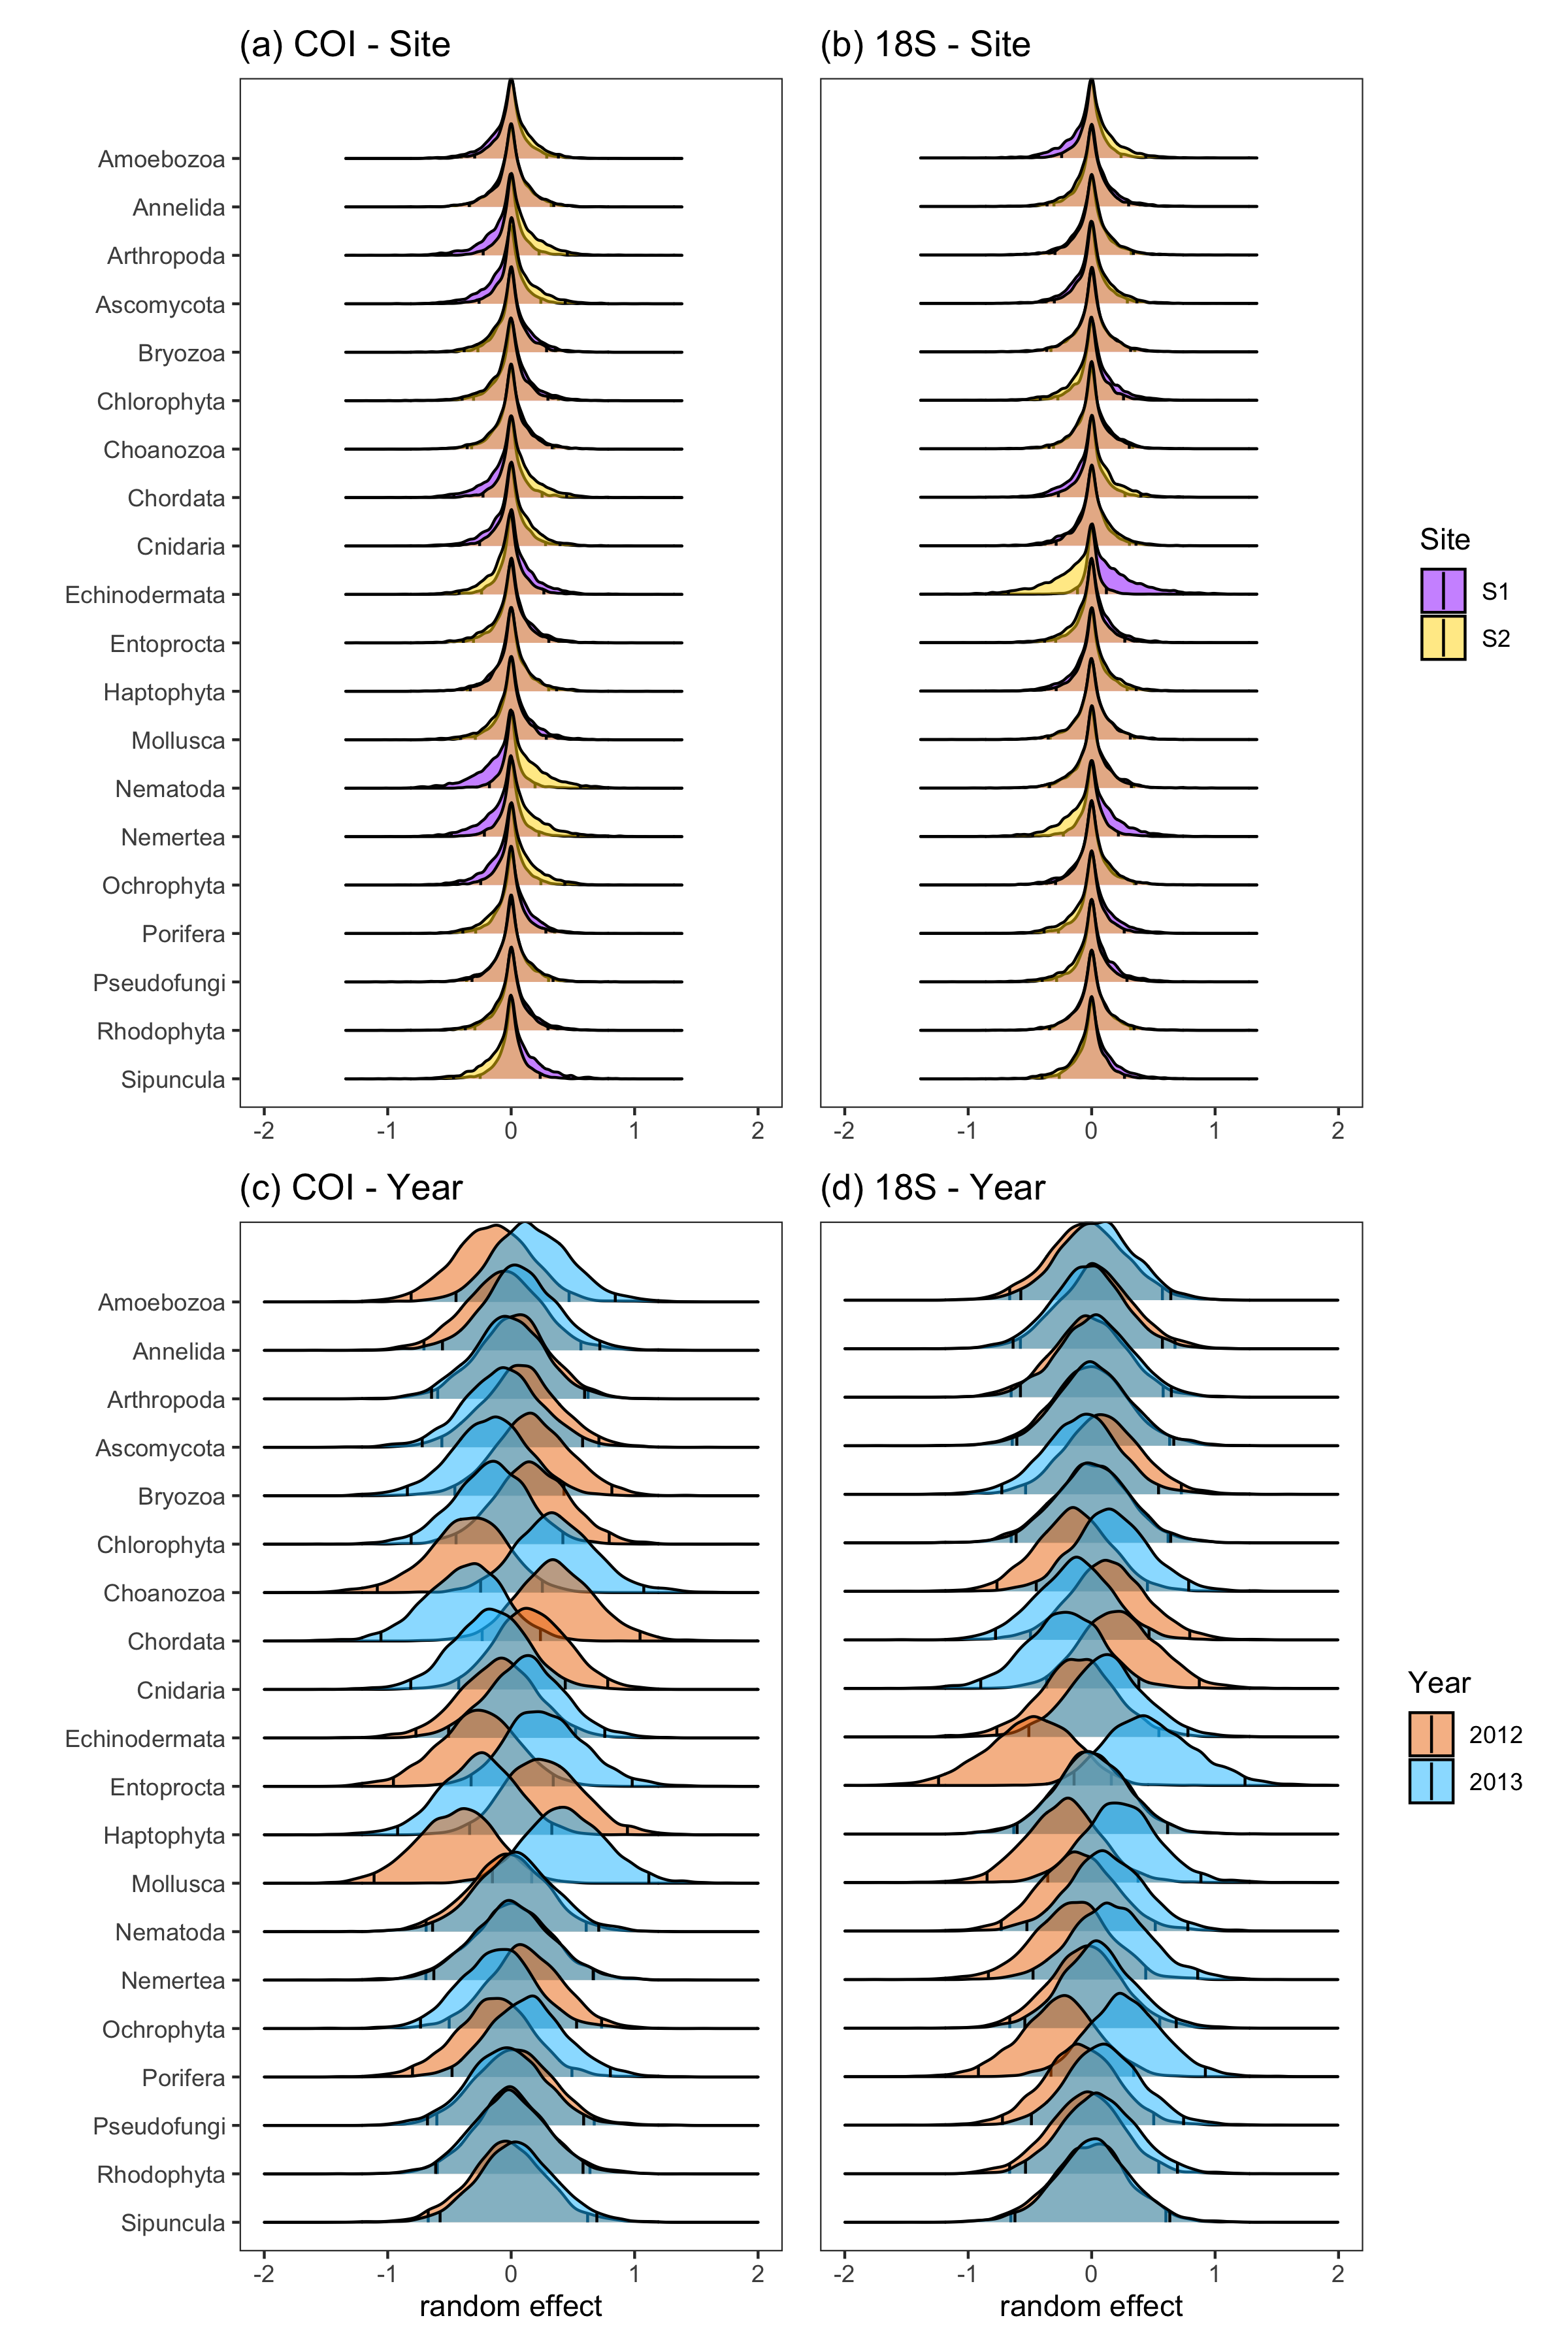 (a) COI - Site
(b) 18S - Site
Amoebozoa
Annelida
Arthropoda
Ascomycota
Bryozoa
Chlorophyta
Choanozoa
Chordata
Cnidaria
Echinodermata
Entoprocta
Haptophyta
Mollusca
Nematoda
Nemertea
Ochrophyta
Porifera
Pseudofungi
Rhodophyta
Sipuncula
-2 -1 0 1 2
-2 -1 0 1 2
Site
S1
S2
(c) COI - Year
(d) 18S - Year
Amoebozoa
Annelida
Arthropoda
Ascomycota
Bryozoa
Chlorophyta
Choanozoa
Chordata
Cnidaria
Echinodermata
Entoprocta
Haptophyta
Mollusca
Nematoda
Nemertea
Ochrophyta
Porifera
Pseudofungi
Rhodophyta
Sipuncula
-2 -1 0 1 2
-2 -1 0 1 2
random effect
random effect
Year
2012
2013